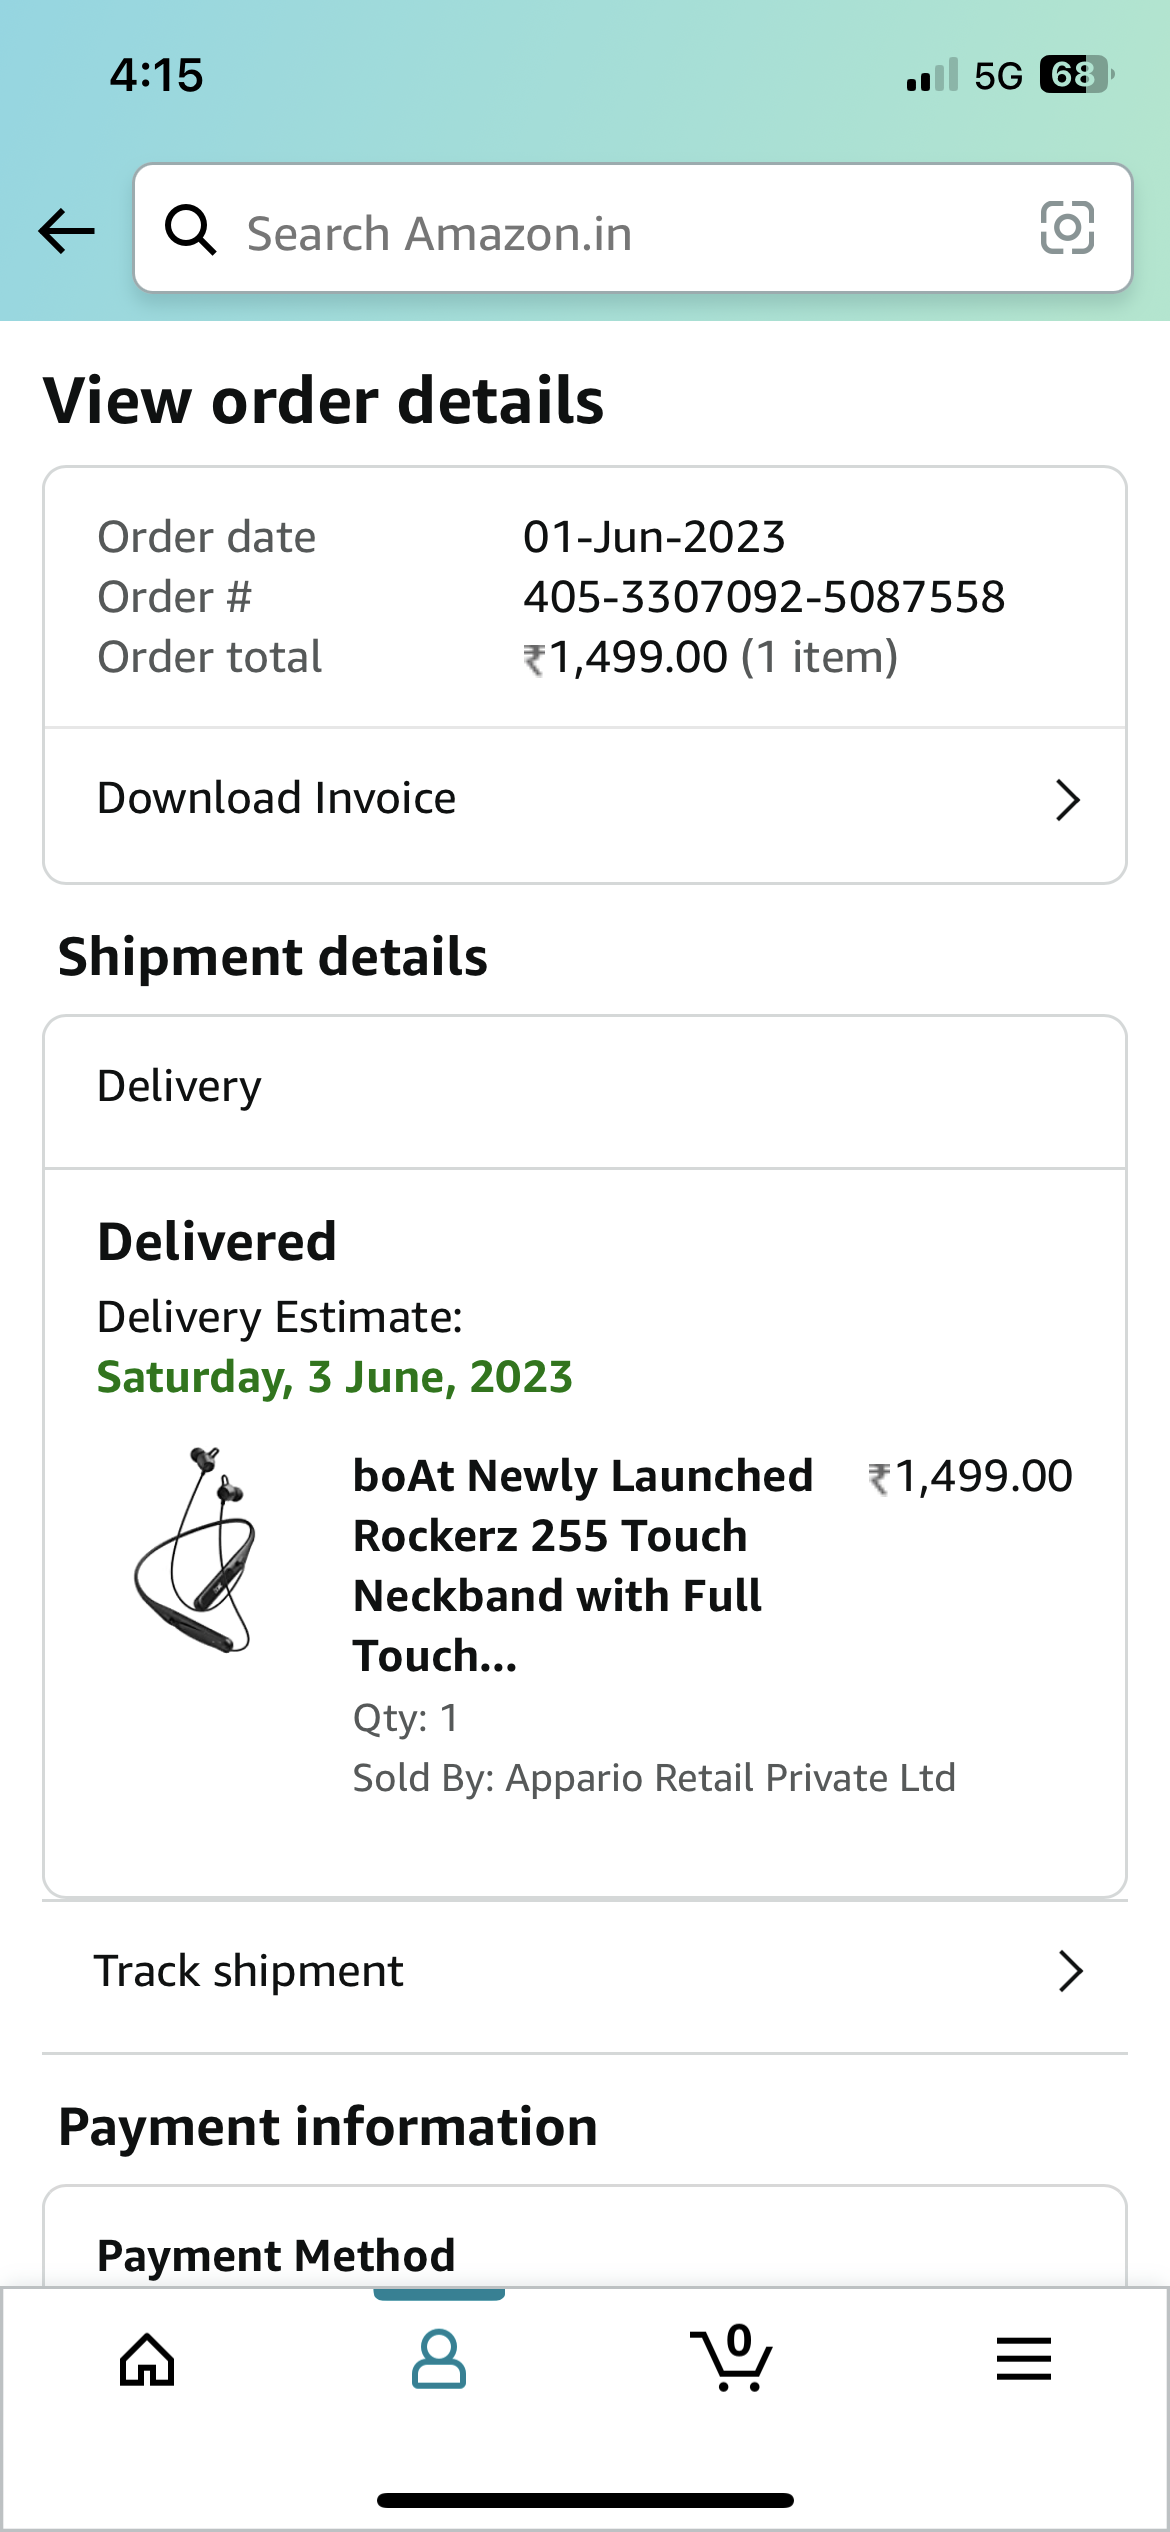 4:15
5G 68
Search Amazon.in
View order details
Order date 01-Jun-2023
Order # 405-3307092-5087558
Order total ₹1,499.00 (1 item)
Download Invoice
Shipment details
Delivery
Delivered
Delivery Estimate:
Saturday, 3 June, 2023
boAt Newly Launched ₹1,499.00
Rockerz 255 Touch
Neckband with Full
Touch...
Qty: 1
Sold By: Appario Retail Private Ltd
Track shipment
Payment information
Payment Method
0